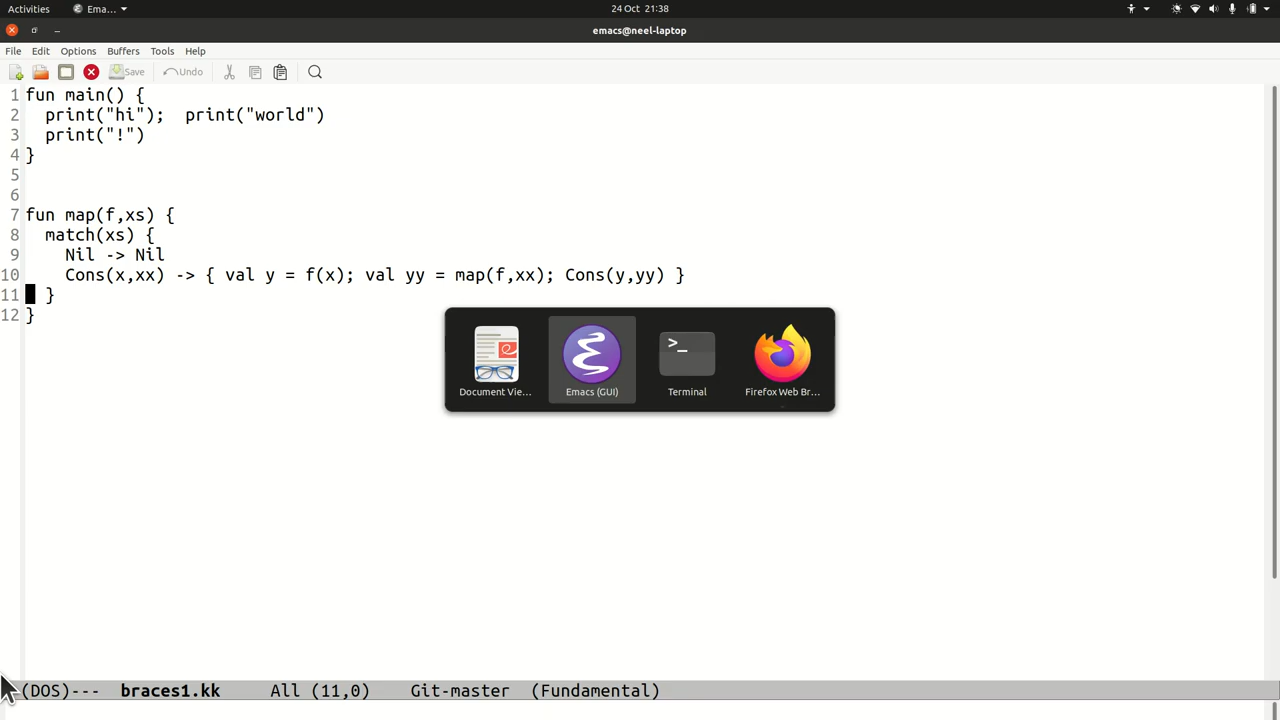 Activities Ema... 24 Oct 21:38
emacs@neel-laptop
File Edit Options Buffers Tools Help
Save Undo
1 fun main() {
2   print("hi");  print("world")
3   print("!")
4 }
5
6
7 fun map(f,xs) {
8   match(xs) {
9     Nil -> Nil
10     Cons(x,xx) -> { val y = f(x); val yy = map(f,xx); Cons(y,yy) }
11   }
12 }
Document Vie... Emacs (GUI) Terminal Firefox Web Br...
(DOS)--- braces1.kk All (11,0) Git-master (Fundamental)